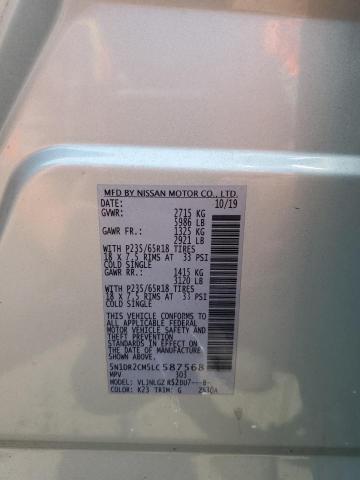 MFD BY NISSAN MOTOR CO., LTD.
DATE: 10/19
GVWR: 2715 KG
5986 LB
GAWR FR.: 1325 KG
2921 LB
WITH P235/65R18 TIRES
18 X 7.5 RIMS AT 33 PSI
COLD SINGLE
GAWR RR.: 1415 KG
3120 LB
WITH P235/65R18 TIRES
18 X 7.5 RIMS AT 33 PSI
COLD SINGLE
THIS VEHICLE CONFORMS
TO ALL APPLICABLE FEDERAL
MOTOR VEHICLE SAFETY AND
THEFT PREVENTION
STANDARDS IN EFFECT ON
THE DATE OF MANUFACTURE
SHOWN ABOVE.
5N1DR2CM5LC587568
MPV 303
MODEL:
COLOR: K23 TRIM: G